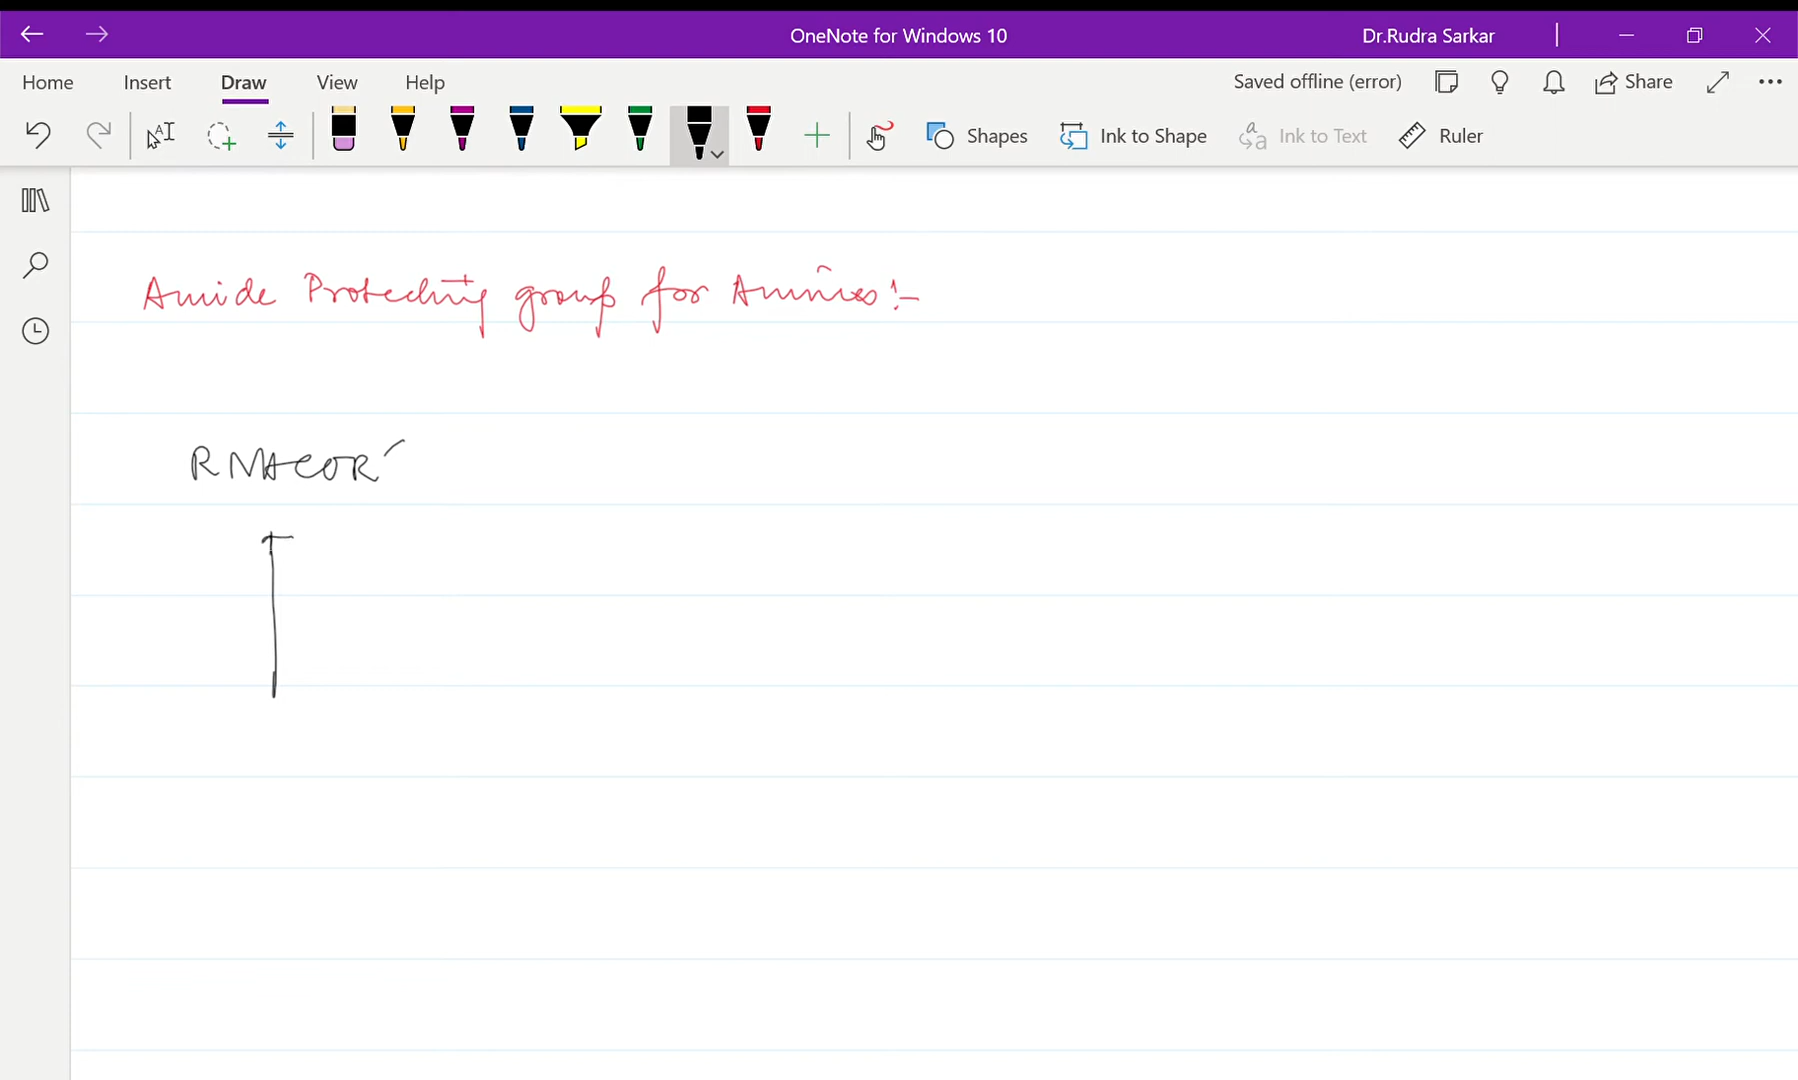 OneNote for Windows 10
Dr.Rudra Sarkar
Home Insert Draw View Help
Saved offline (error) Share
Shapes Ink to Shape Ink to Text Ruler
Amide Protecting group for Amines :-
RNHCOR′